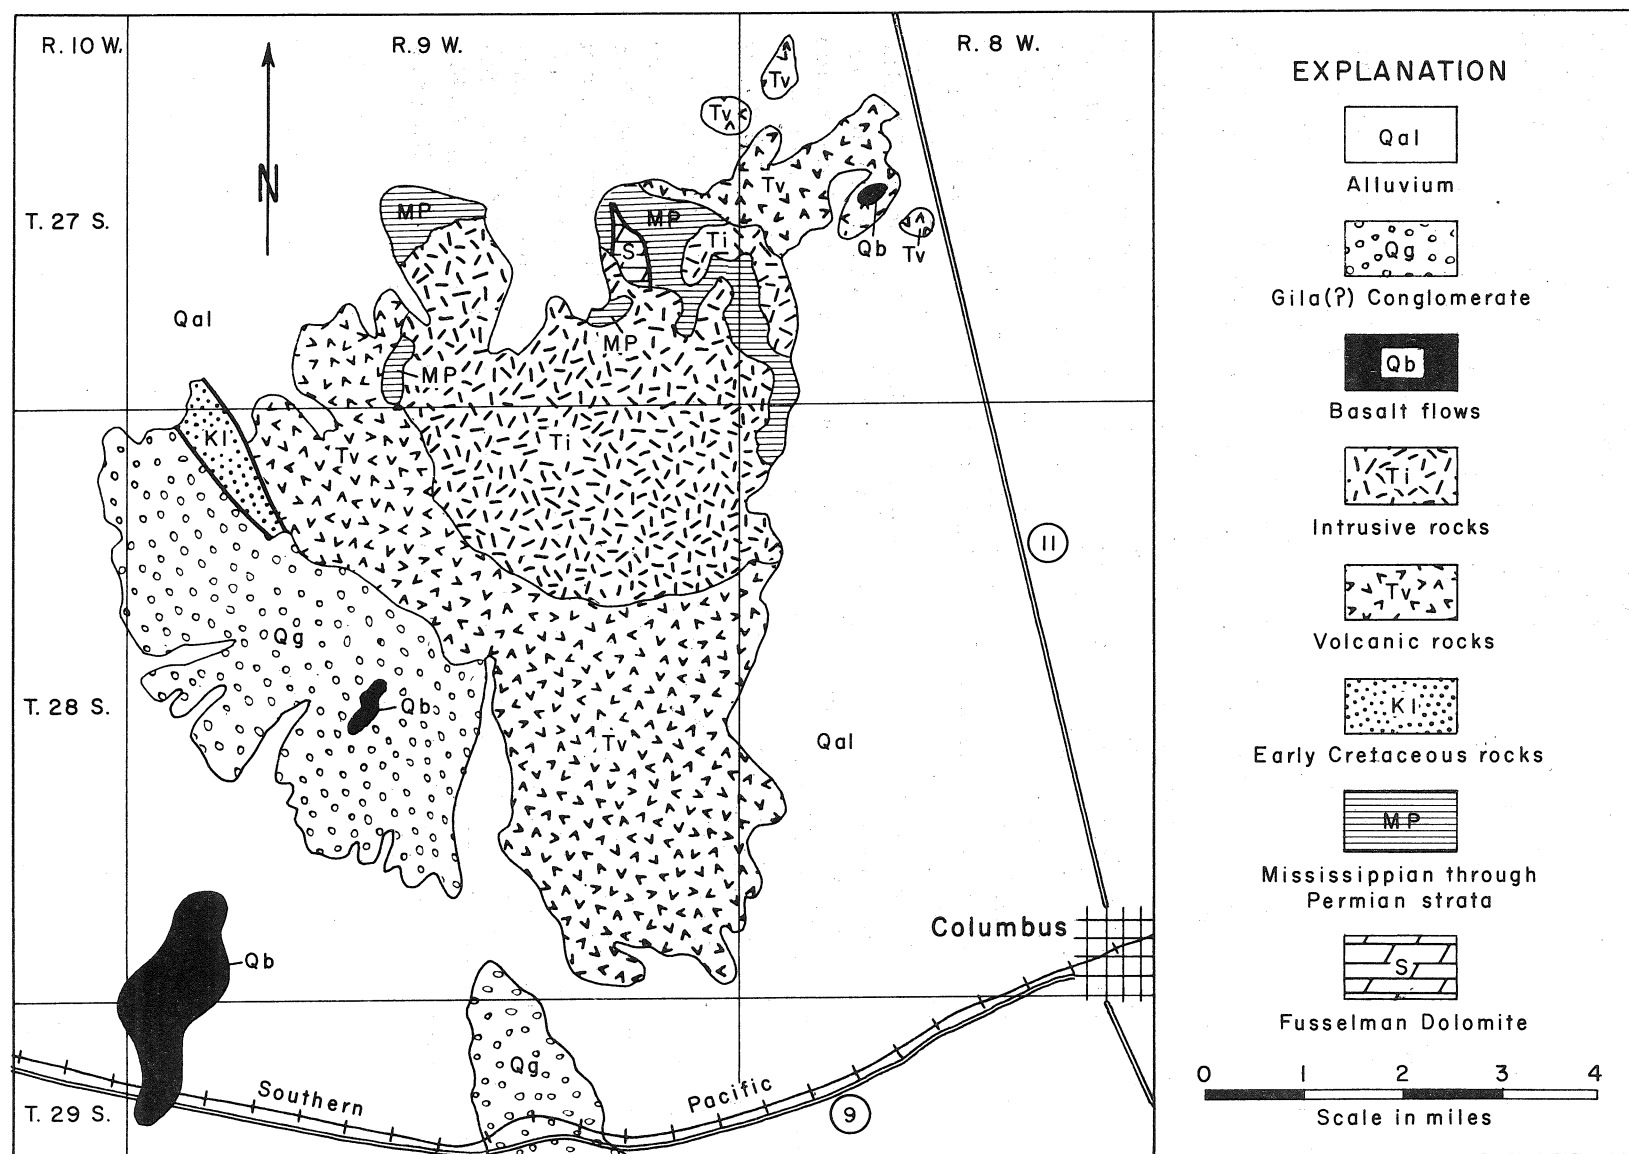 R. 10 W.
R. 9 W.
R. 8 W.
N
Tv
Tv
Tv
MP
MP
T. 27 S.
S
Ti
Qb
Tv
Qal
MP
MP
Kl
Tv
Ti
11
Qg
T. 28 S.
Qb
Tv
Qal
Columbus
Qb
Qg
Southern Pacific
T. 29 S.
9
EXPLANATION
Qal
Alluvium
Qg
Gila(?) Conglomerate
Qb
Basalt flows
Ti
Intrusive rocks
Tv
Volcanic rocks
Kl
Early Cretaceous rocks
MP
Mississippian through
Permian strata
S
Fusselman Dolomite
0 1 2 3 4
Scale in miles